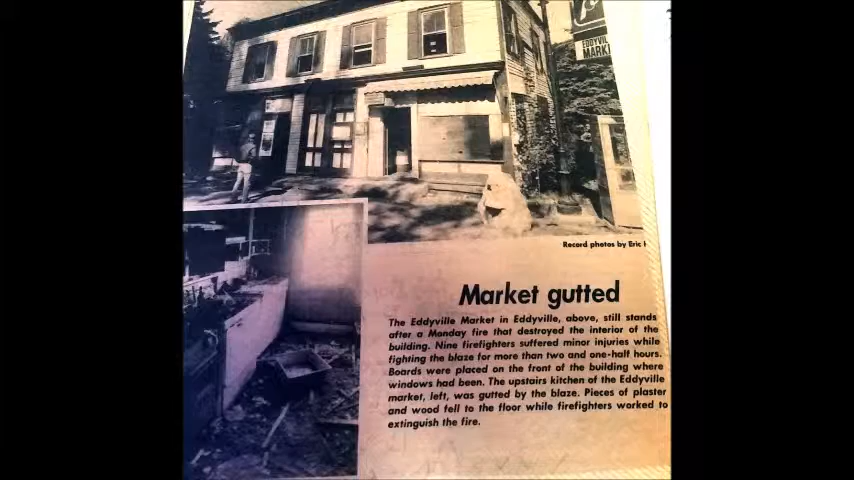 EDDYVIL
MARK
Record photos by Eric
Market gutted
The Eddyville Market in Eddyville, above, still stands
after a Monday fire that destroyed the interior of the
building. Nine firefighters suffered minor injuries while
fighting the blaze for more than two and one-half hours.
Boards were placed on the front of the building where
windows had been. The upstairs kitchen of the Eddyville
market, left, was gutted by the blaze. Pieces of plaster
and wood fell to the floor while firefighters worked to
extinguish the fire.